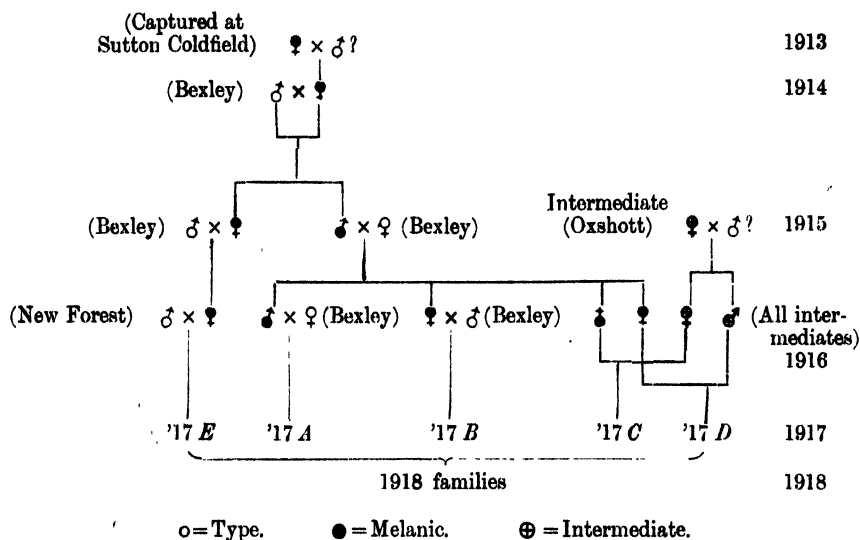 (Captured at
Sutton Coldfield) ♀ × ♂? 1913
(Bexley) ♂ × ♀ 1914
Intermediate
(Bexley) ♂ × ♀ ♂ × ♀ (Bexley) (Oxshott) ♀ × ♂? 1915
(New Forest) ♂ × ♀ ♂ × ♀ (Bexley) ♀ × ♂ (Bexley) (All inter-
mediates)
1916
'17 E '17 A '17 B '17 C '17 D 1917
1918 families 1918
○=Type. ●=Melanic. ⊕=Intermediate.